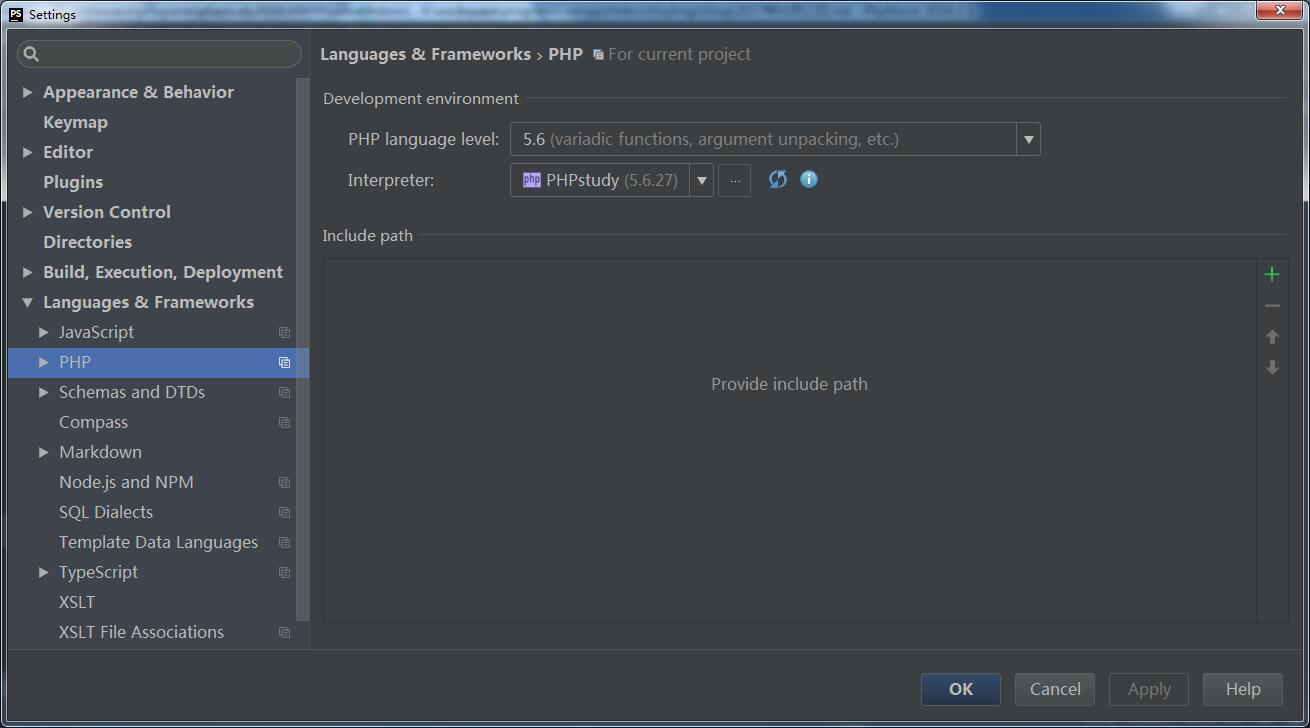 PS Settings
Appearance & Behavior
Keymap
Editor
Plugins
Version Control
Directories
Build, Execution, Deployment
Languages & Frameworks
JavaScript
PHP
Schemas and DTDs
Compass
Markdown
Node.js and NPM
SQL Dialects
Template Data Languages
TypeScript
XSLT
XSLT File Associations
Languages & Frameworks › PHP For current project
Development environment
PHP language level: 5.6 (variadic functions, argument unpacking, etc.)
Interpreter: php PHPstudy (5.6.27) ...
Include path
Provide include path
OK Cancel Apply Help